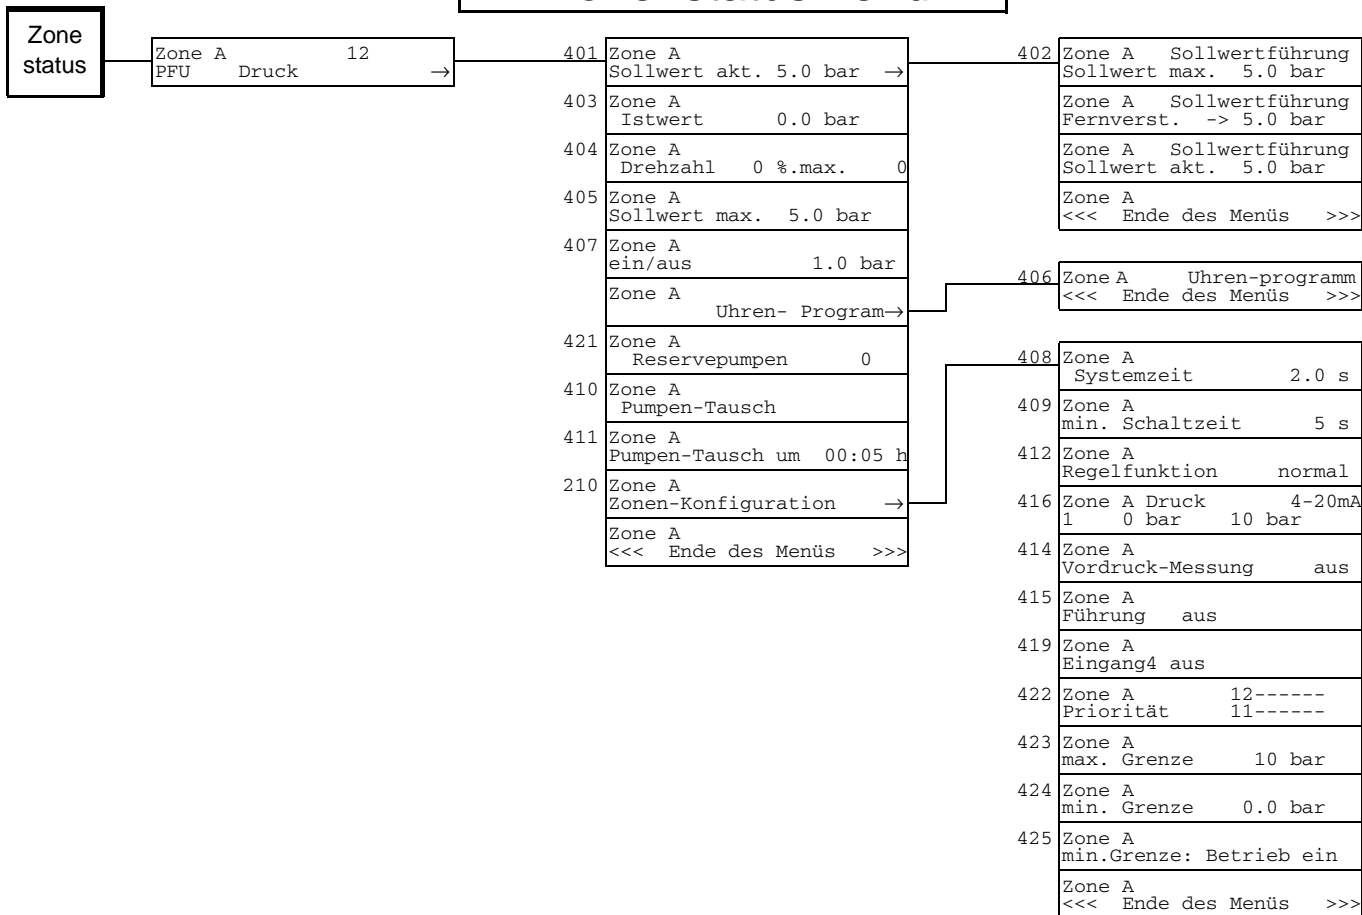 Zone
status
Zone A 12
PFU Druck →
401 Zone A
Sollwert akt. 5.0 bar →
403 Zone A
Istwert 0.0 bar
404 Zone A
Drehzahl 0 %.max. 0
405 Zone A
Sollwert max. 5.0 bar
407 Zone A
ein/aus 1.0 bar
Zone A
Uhren- Program→
421 Zone A
Reservepumpen 0
410 Zone A
Pumpen-Tausch
411 Zone A
Pumpen-Tausch um 00:05 h
210 Zone A
Zonen-Konfiguration →
Zone A
<<< Ende des Menüs >>>
402 Zone A Sollwertführung
Sollwert max. 5.0 bar
Zone A Sollwertführung
Fernverst. -> 5.0 bar
Zone A Sollwertführung
Sollwert akt. 5.0 bar
Zone A
<<< Ende des Menüs >>>
406 Zone A Uhren-programm
<<< Ende des Menüs >>>
408 Zone A
Systemzeit 2.0 s
409 Zone A
min. Schaltzeit 5 s
412 Zone A
Regelfunktion normal
416 Zone A Druck 4-20mA
1 0 bar 10 bar
414 Zone A
Vordruck-Messung aus
415 Zone A
Führung aus
419 Zone A
Eingang4 aus
422 Zone A 12------
Priorität 11------
423 Zone A
max. Grenze 10 bar
424 Zone A
min. Grenze 0.0 bar
425 Zone A
min.Grenze: Betrieb ein
Zone A
<<< Ende des Menüs >>>